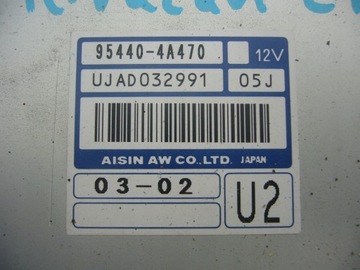 95440-4A470 12V
UJAD032991 05J
AISIN AW CO.,LTD. JAPAN
03-02
U2